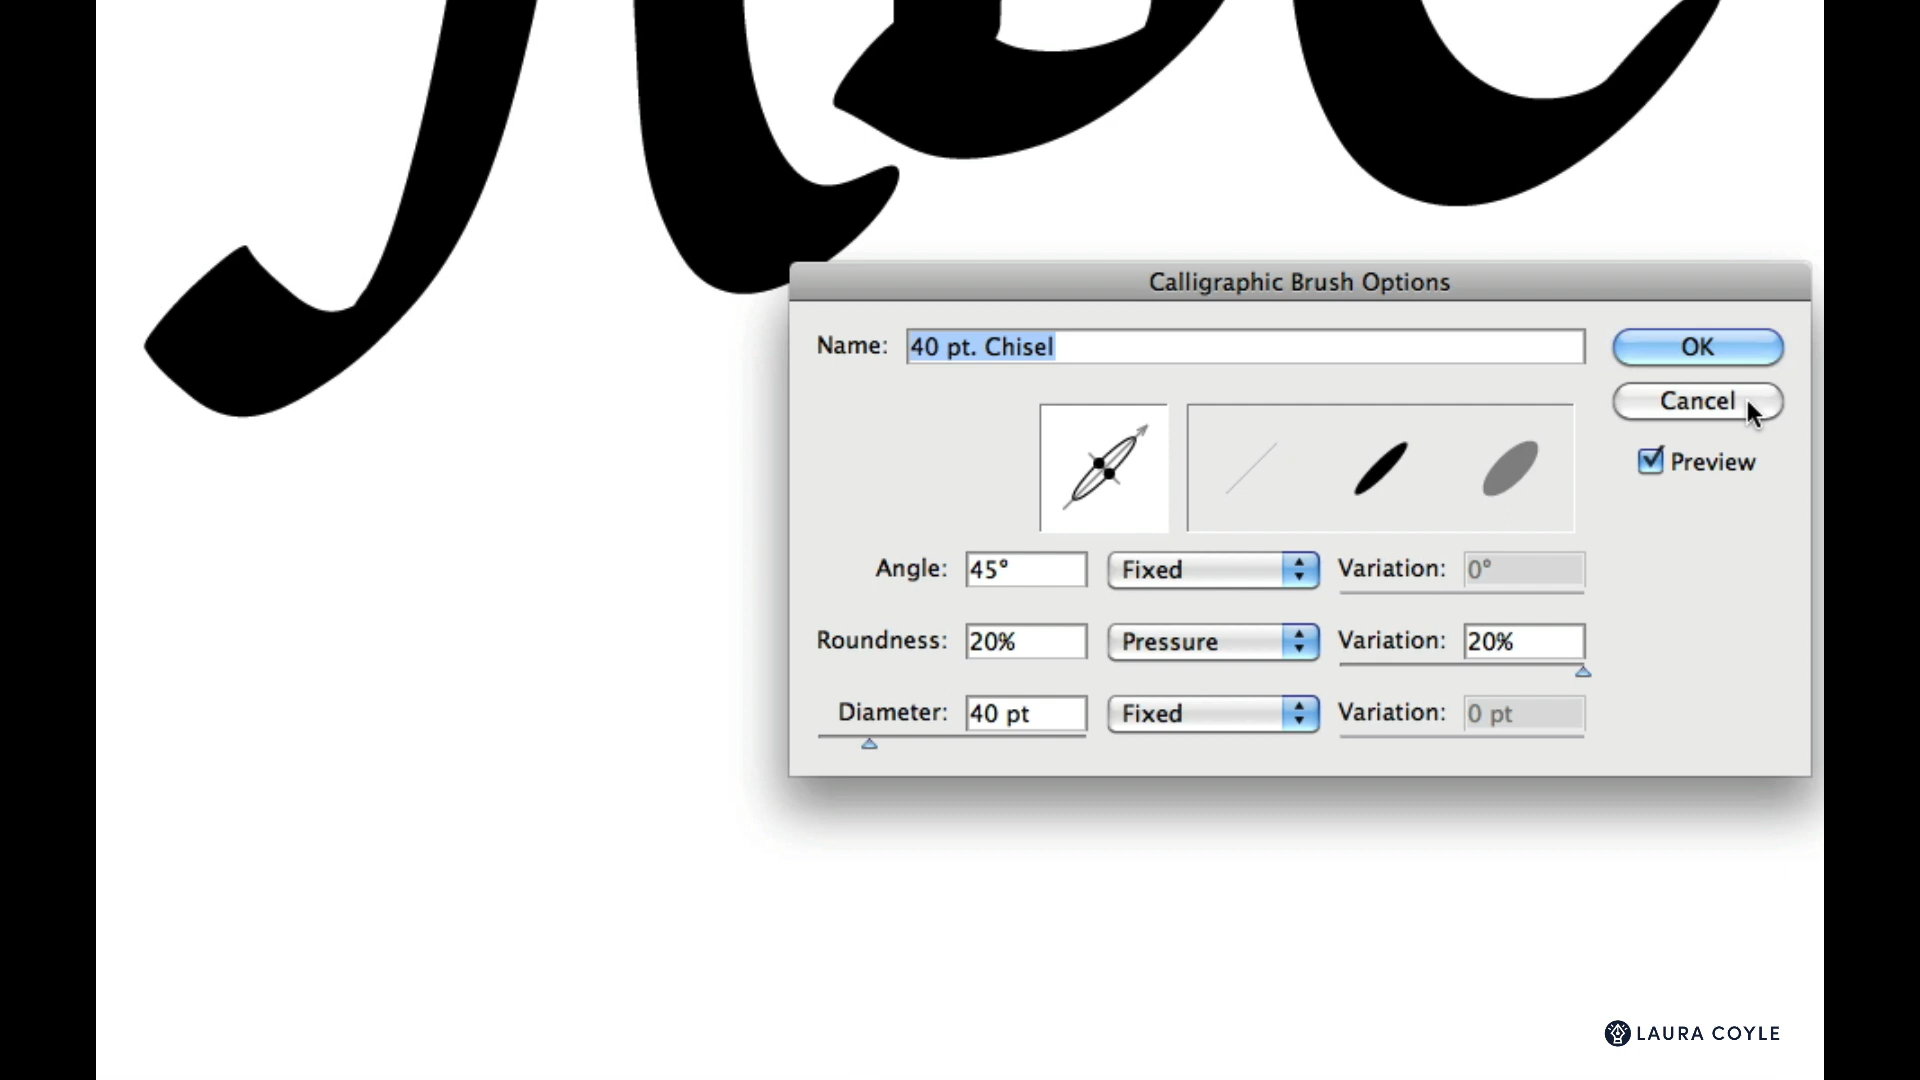 Calligraphic Brush Options
Name: 40 pt. Chisel OK
Cancel
Preview
Angle: 45° Fixed Variation: 0°
Roundness: 20% Pressure Variation: 20%
Diameter: 40 pt Fixed Variation: 0 pt
LAURA COYLE